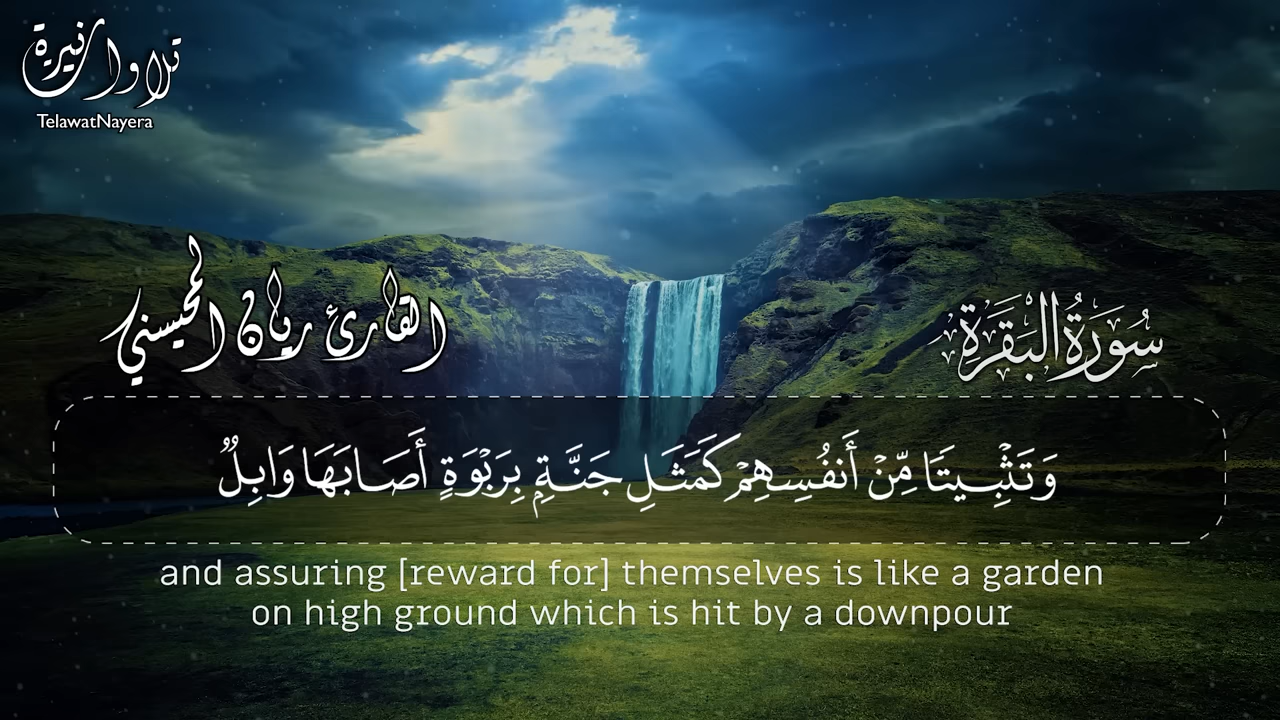 تلاوات نيرة
TelawatNayera
القارئ ريان المحيسني
سُورَةُ البَقَرَة
وَتَثْبِيتًا مِّنْ أَنفُسِهِمْ كَمَثَلِ جَنَّةٍ بِرَبْوَةٍ أَصَابَهَا وَابِلٌ
and assuring [reward for] themselves is like a garden
on high ground which is hit by a downpour